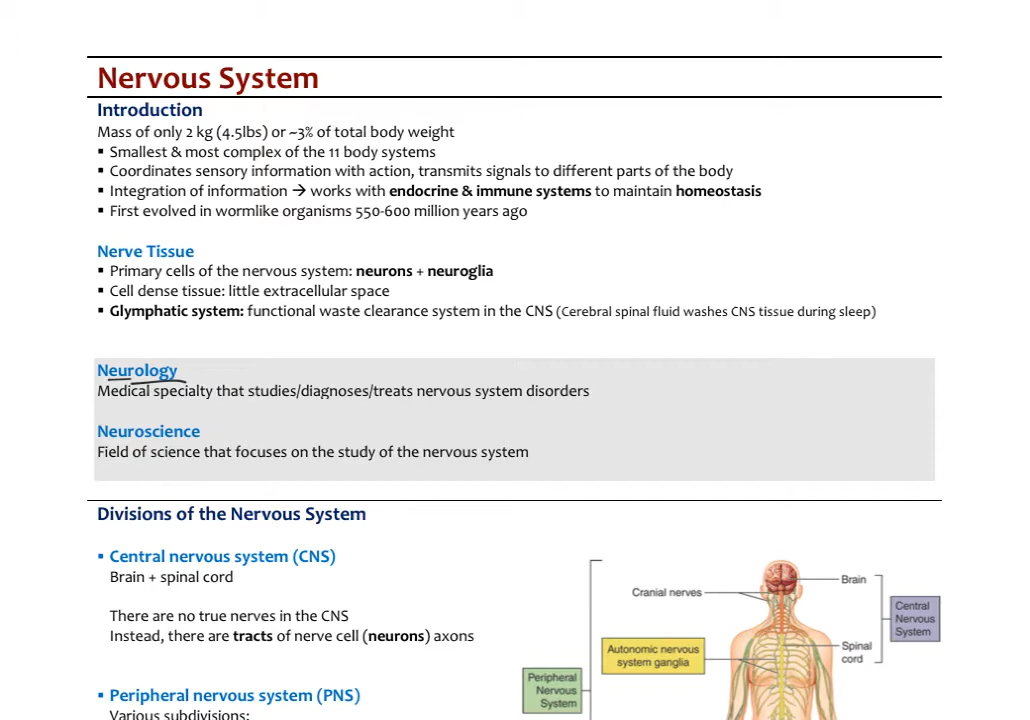 Nervous System
Introduction
Mass of only 2 kg (4.5lbs) or ~3% of total body weight
▪ Smallest & most complex of the 11 body systems
▪ Coordinates sensory information with action, transmits signals to different parts of the body
▪ Integration of information → works with endocrine & immune systems to maintain homeostasis
▪ First evolved in wormlike organisms 550-600 million years ago
Nerve Tissue
▪ Primary cells of the nervous system: neurons + neuroglia
▪ Cell dense tissue: little extracellular space
▪ Glymphatic system: functional waste clearance system in the CNS (Cerebral spinal fluid washes CNS tissue during sleep)
Neurology
Medical specialty that studies/diagnoses/treats nervous system disorders
Neuroscience
Field of science that focuses on the study of the nervous system
Divisions of the Nervous System
▪ Central nervous system (CNS)
Brain + spinal cord
There are no true nerves in the CNS
Instead, there are tracts of nerve cell (neurons) axons
▪ Peripheral nervous system (PNS)
Various subdivisions:
Cranial nerves
Autonomic nervous
system ganglia
Peripheral
Nervous
System
Brain
Spinal
cord
Central
Nervous
System